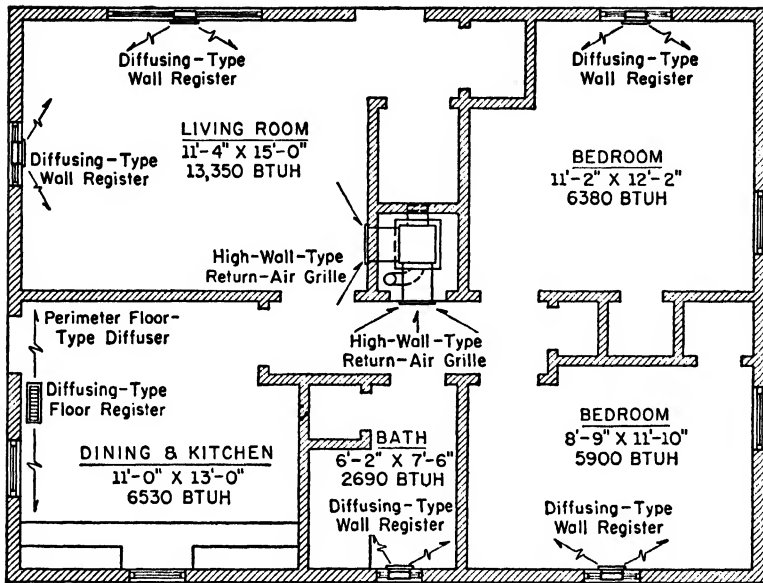 Diffusing-Type
Wall Register
Diffusing-Type
Wall Register
LIVING ROOM
11'-4" X 15'-0"
13,350 BTUH
Diffusing-Type
Wall Register
BEDROOM
11'-2" X 12'-2"
6380 BTUH
High-Wall-Type
Return-Air Grille
Perimeter Floor-
Type Diffuser
High-Wall-Type
Return-Air Grille
Diffusing-Type
Floor Register
DINING & KITCHEN
11'-0" X 13'-0"
6530 BTUH
BATH
6'-2" X 7'-6"
2690 BTUH
Diffusing-Type
Wall Register
BEDROOM
8'-9" X 11'-10"
5900 BTUH
Diffusing-Type
Wall Register